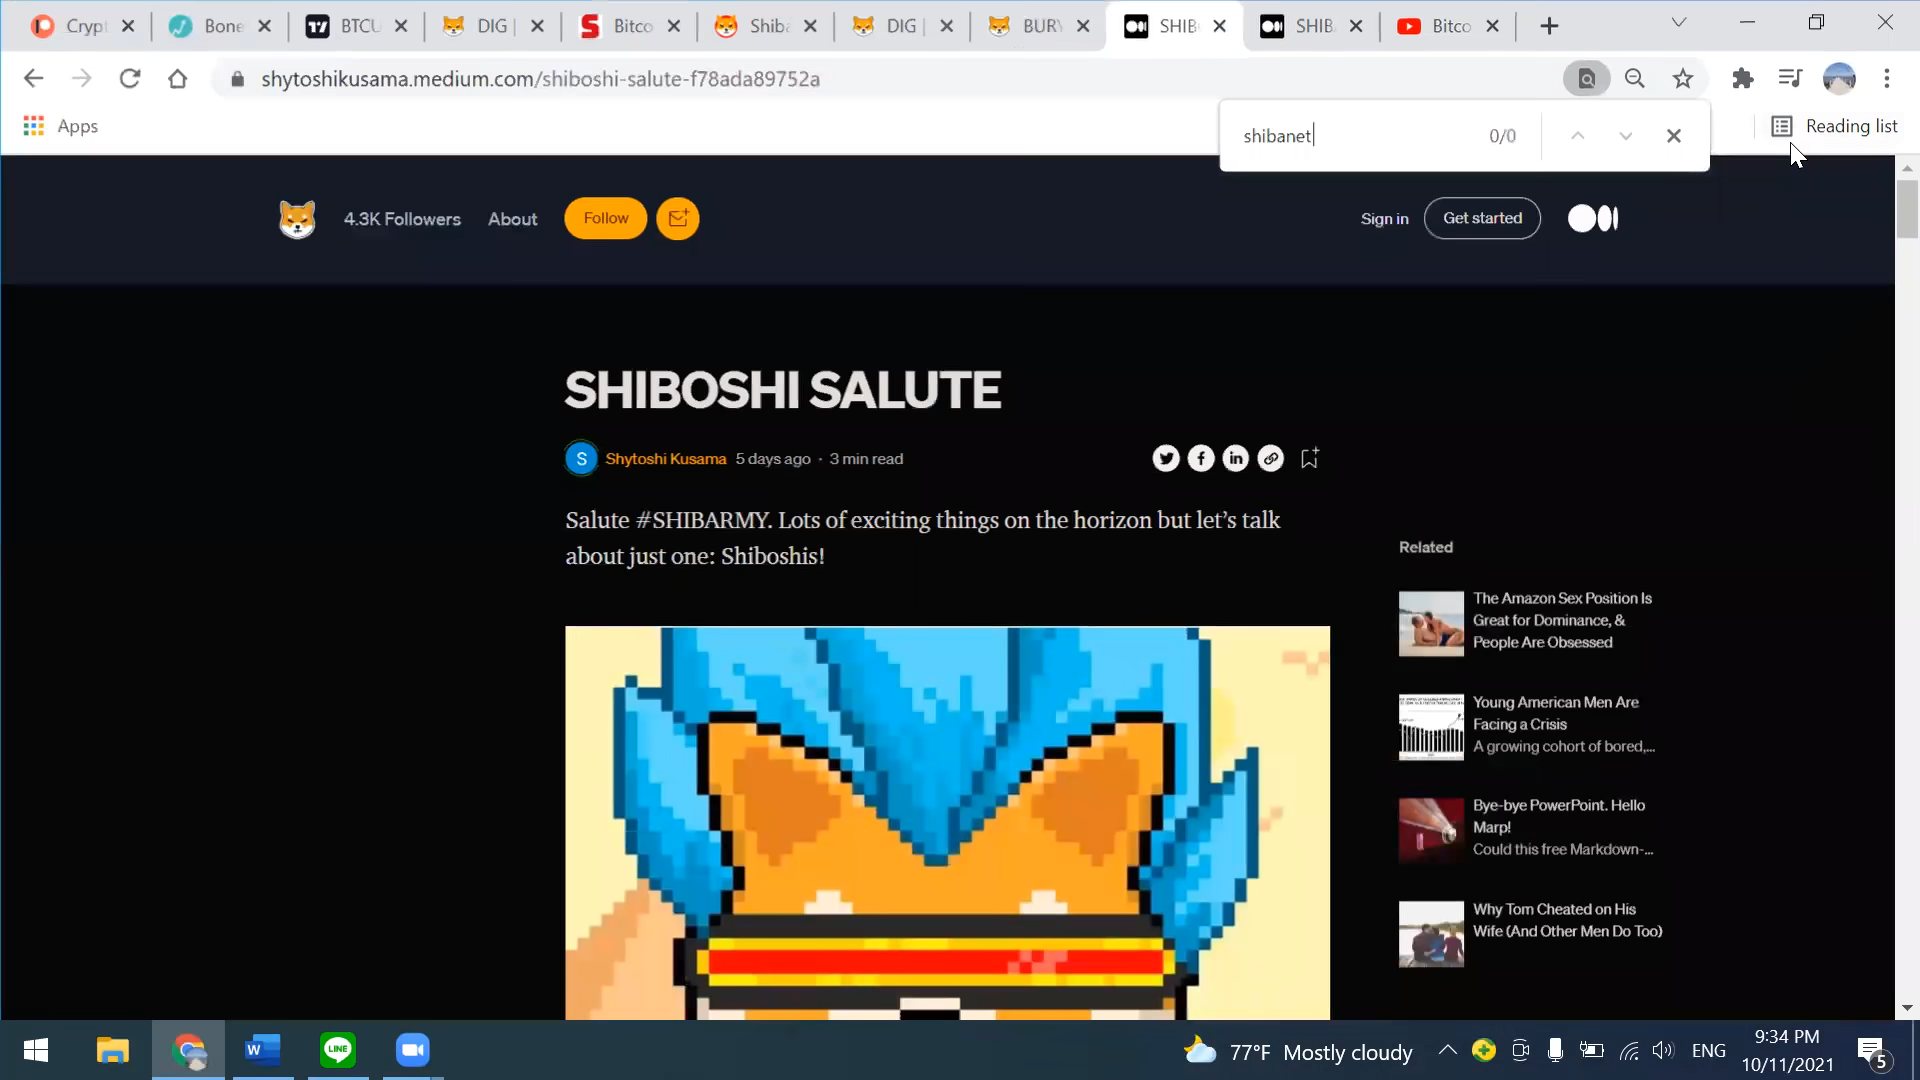 Crypt
Bone
BTCU
DIG |
Bitco
Shiba
DIG |
BURY
SHIB
SHIB
Bitco
shytoshikusama.medium.com/shiboshi-salute-f78ada89752a
Apps
shibanet
0/0
Reading list
4.3K Followers
About
Follow
Sign in
Get started
SHIBOSHI SALUTE
S
Shytoshi Kusama 5 days ago · 3 min read
Salute #SHIBARMY. Lots of exciting things on the horizon but let’s talk
about just one: Shiboshis!
Related
The Amazon Sex Position Is
Great for Dominance, &
People Are Obsessed
Young American Men Are
Facing a Crisis
A growing cohort of bored,...
Bye-bye PowerPoint. Hello
Marp!
Could this free Markdown-...
Why Tom Cheated on His
Wife (And Other Men Do Too)
LINE
77°F Mostly cloudy
ENG
9:34 PM
10/11/2021
5